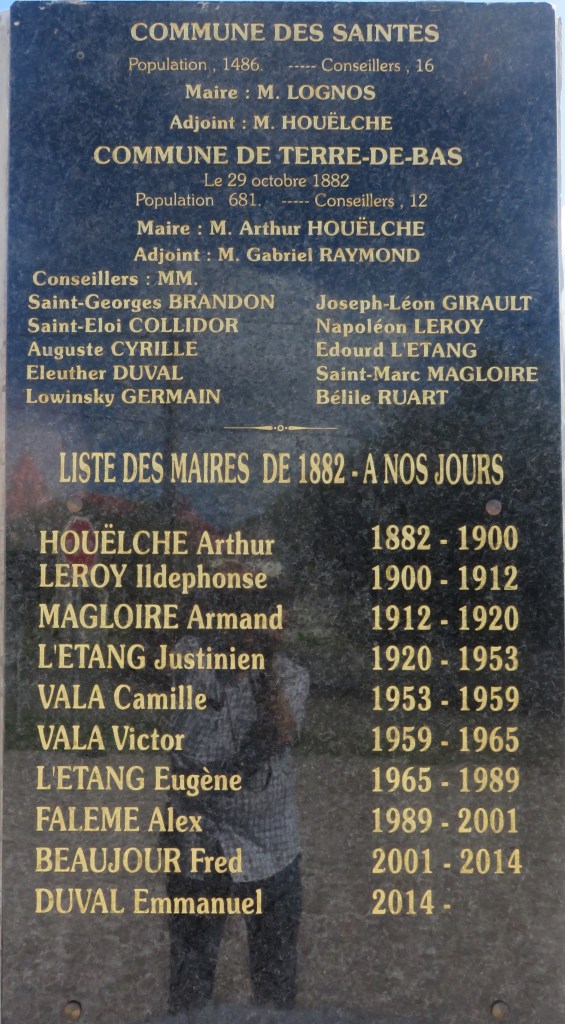 COMMUNE DES SAINTES
Population , 1486. ----- Conseillers , 16
Maire : M. LOGNOS
Adjoint : M. HOUËLCHE
COMMUNE DE TERRE-DE-BAS
Le 29 octobre 1882
Population 681. ----- Conseillers , 12
Maire : M. Arthur HOUËLCHE
Adjoint : M. Gabriel RAYMOND
Conseillers : MM.
Saint-Georges BRANDON Joseph-Léon GIRAULT
Saint-Eloi COLLIDOR Napoléon LEROY
Auguste CYRILLE Edourd L'ETANG
Eleuther DUVAL Saint-Marc MAGLOIRE
Lowinsky GERMAIN Bélile RUART
LISTE DES MAIRES DE 1882 - A NOS JOURS
HOUËLCHE Arthur 1882 - 1900
LEROY Ildephonse 1900 - 1912
MAGLOIRE Armand 1912 - 1920
L'ETANG Justinien 1920 - 1953
VALA Camille 1953 - 1959
VALA Victor 1959 - 1965
L'ETANG Eugène 1965 - 1989
FALEME Alex 1989 - 2001
BEAUJOUR Fred 2001 - 2014
DUVAL Emmanuel 2014 -